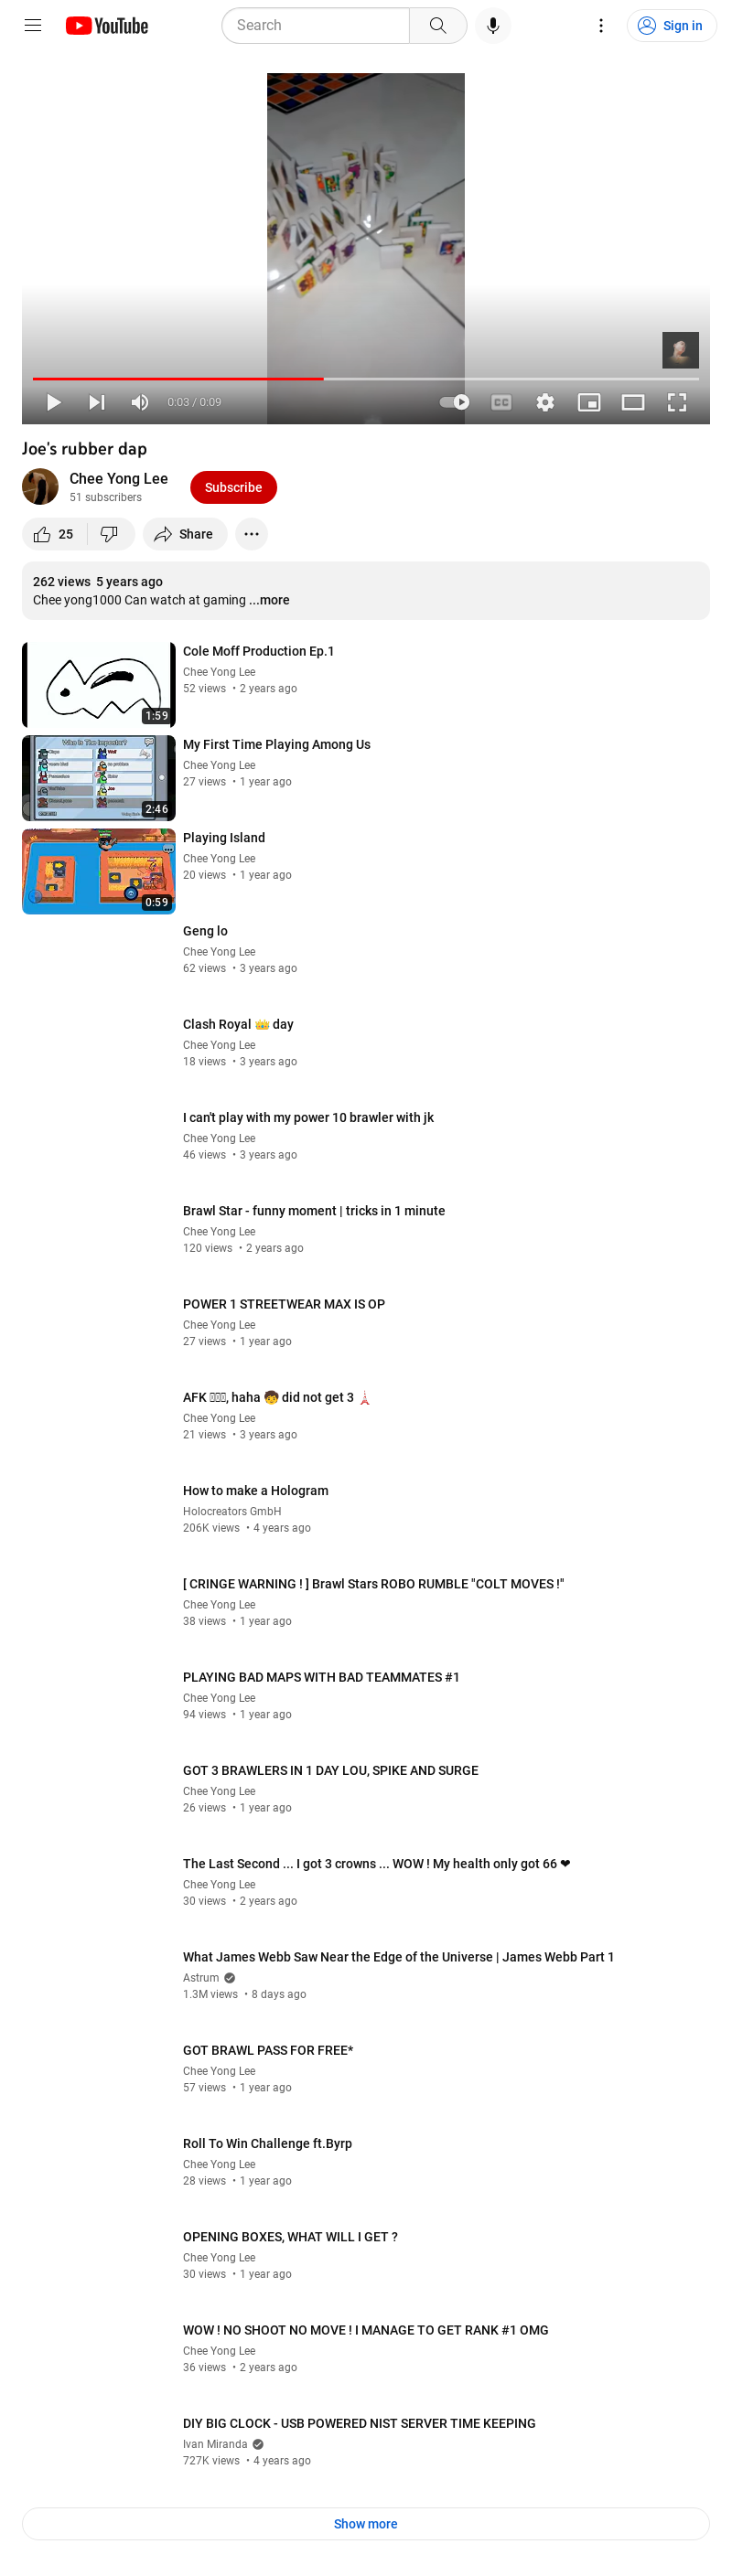 YouTube
Search
Sign in
0:03 / 0:09
CC
Joe's rubber dap
Chee Yong Lee
51 subscribers
Subscribe
25
Share
262 views 5 years ago
Chee yong1000 Can watch at gaming ...more
1:59
Cole Moff Production Ep.1
Chee Yong Lee
52 views • 2 years ago
Who Is The Impostor?
2:46
My First Time Playing Among Us
Chee Yong Lee
27 views • 1 year ago
0:59
Playing Island
Chee Yong Lee
20 views • 1 year ago
Geng lo
Chee Yong Lee
62 views • 3 years ago
Clash Royal 👑 day
Chee Yong Lee
18 views • 3 years ago
I can't play with my power 10 brawler with jk
Chee Yong Lee
46 views • 3 years ago
Brawl Star - funny moment | tricks in 1 minute
Chee Yong Lee
120 views • 2 years ago
POWER 1 STREETWEAR MAX IS OP
Chee Yong Lee
27 views • 1 year ago
AFK , haha 🧒 did not get 3 🗼
Chee Yong Lee
21 views • 3 years ago
How to make a Hologram
Holocreators GmbH
206K views • 4 years ago
[ CRINGE WARNING ! ] Brawl Stars ROBO RUMBLE "COLT MOVES !"
Chee Yong Lee
38 views • 1 year ago
PLAYING BAD MAPS WITH BAD TEAMMATES #1
Chee Yong Lee
94 views • 1 year ago
GOT 3 BRAWLERS IN 1 DAY LOU, SPIKE AND SURGE
Chee Yong Lee
26 views • 1 year ago
The Last Second ... I got 3 crowns ... WOW ! My health only got 66 ❤
Chee Yong Lee
30 views • 2 years ago
What James Webb Saw Near the Edge of the Universe | James Webb Part 1
Astrum
1.3M views • 8 days ago
GOT BRAWL PASS FOR FREE*
Chee Yong Lee
57 views • 1 year ago
Roll To Win Challenge ft.Byrp
Chee Yong Lee
28 views • 1 year ago
OPENING BOXES, WHAT WILL I GET ?
Chee Yong Lee
30 views • 1 year ago
WOW ! NO SHOOT NO MOVE ! I MANAGE TO GET RANK #1 OMG
Chee Yong Lee
36 views • 2 years ago
DIY BIG CLOCK - USB POWERED NIST SERVER TIME KEEPING
Ivan Miranda
727K views • 4 years ago
Show more